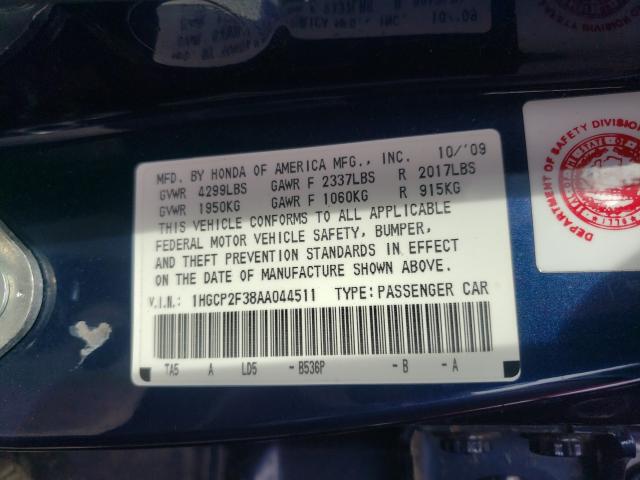 MFD. BY HONDA OF AMERICA MFG., INC. 10/'09
GVWR 4299LBS GAWR F 2337LBS R 2017LBS
GVWR 1950KG GAWR F 1060KG R 915KG
THIS VEHICLE CONFORMS TO ALL APPLICABLE
FEDERAL MOTOR VEHICLE SAFETY, BUMPER,
AND THEFT PREVENTION STANDARDS IN EFFECT
ON THE DATE OF MANUFACTURE SHOWN ABOVE.
V.I.N.: 1HGCP2F38AA044511 TYPE:PASSENGER CAR
TA5 A LD5 -B536P -B -A
DEPARTMENT OF SAFETY DIVISION